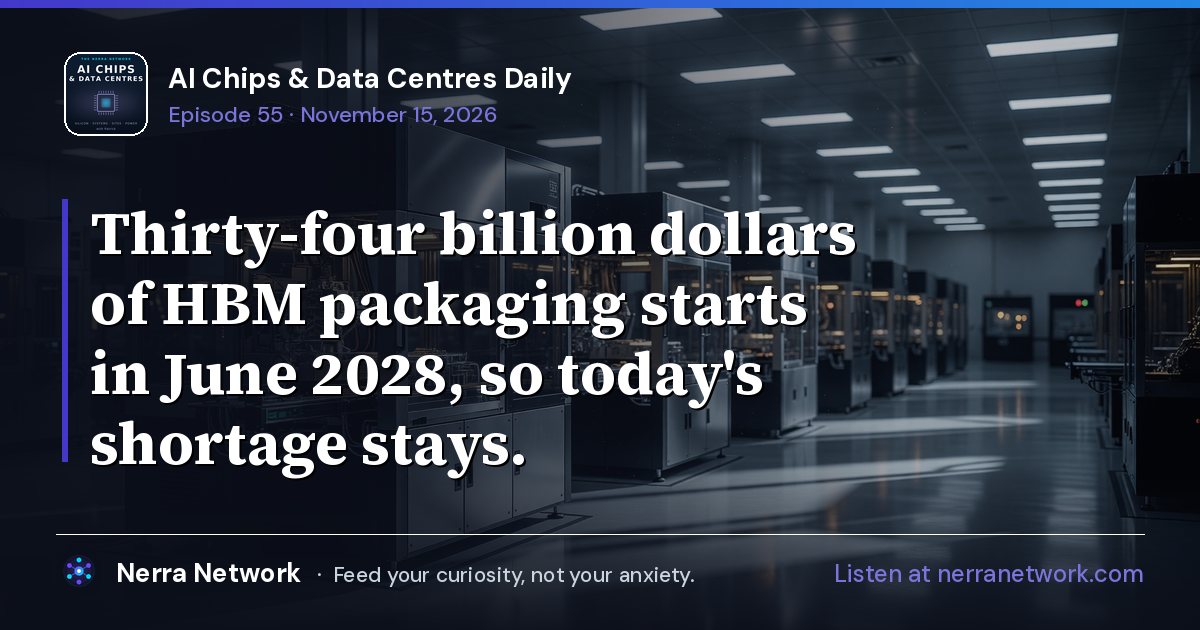 THE NERRA NETWORK
AI CHIPS
& DATA CENTRES
AI Chips & Data Centres Daily
Episode 55 · November 15, 2026
Thirty-four billion dollars
of HBM packaging starts
in June 2028, so today's
shortage stays.
Nerra Network · Feed your curiosity, not your anxiety.
Listen at nerranetwork.com